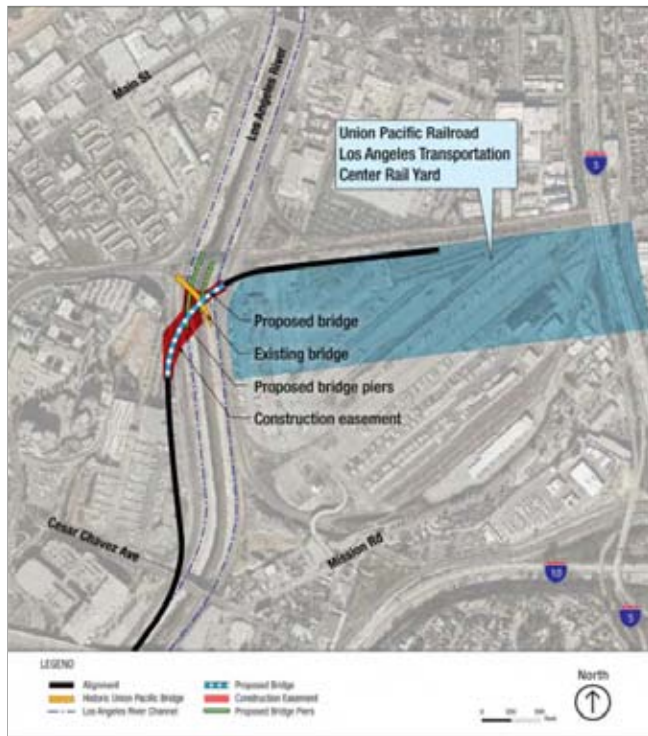 Main St
Los Angeles River
Union Pacific Railroad
Los Angeles Transportation
Center Rail Yard
5
Proposed bridge
Existing bridge
Proposed bridge piers
Construction easement
Cesar Chavez Ave
Mission Rd
10
5
LEGEND
Alignment
Historic Union Pacific Bridge
Los Angeles River Channel
Proposed Bridge
Construction Easement
Proposed Bridge Piers
North
0
Feet